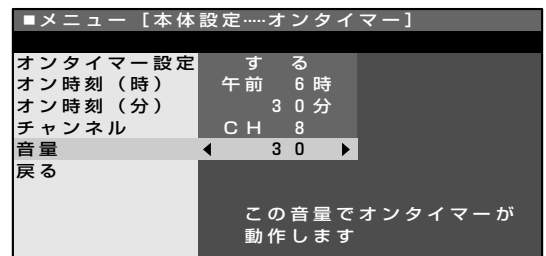 ■メニュー [本体設定……オンタイマー]
オンタイマー設定 する
オン時刻(時) 午前 6時
オン時刻(分) 30分
チャンネル CH 8
音量 ◀ 30 ▶
戻る
この音量でオンタイマーが
動作します